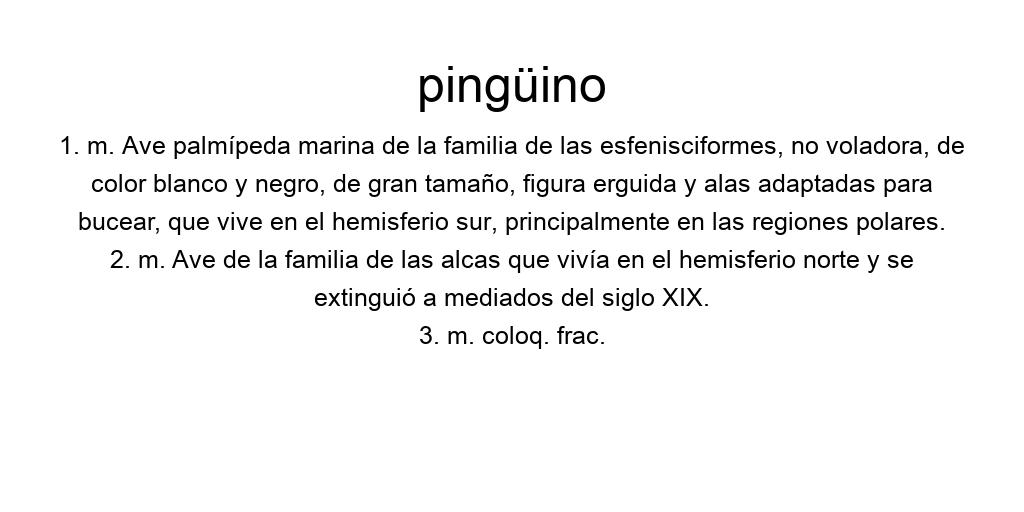 pingüino
1. m. Ave palmípeda marina de la familia de las esfenisciformes, no voladora, de
color blanco y negro, de gran tamaño, figura erguida y alas adaptadas para
bucear, que vive en el hemisferio sur, principalmente en las regiones polares.
2. m. Ave de la familia de las alcas que vivía en el hemisferio norte y se
extinguió a mediados del siglo XIX.
3. m. coloq. frac.